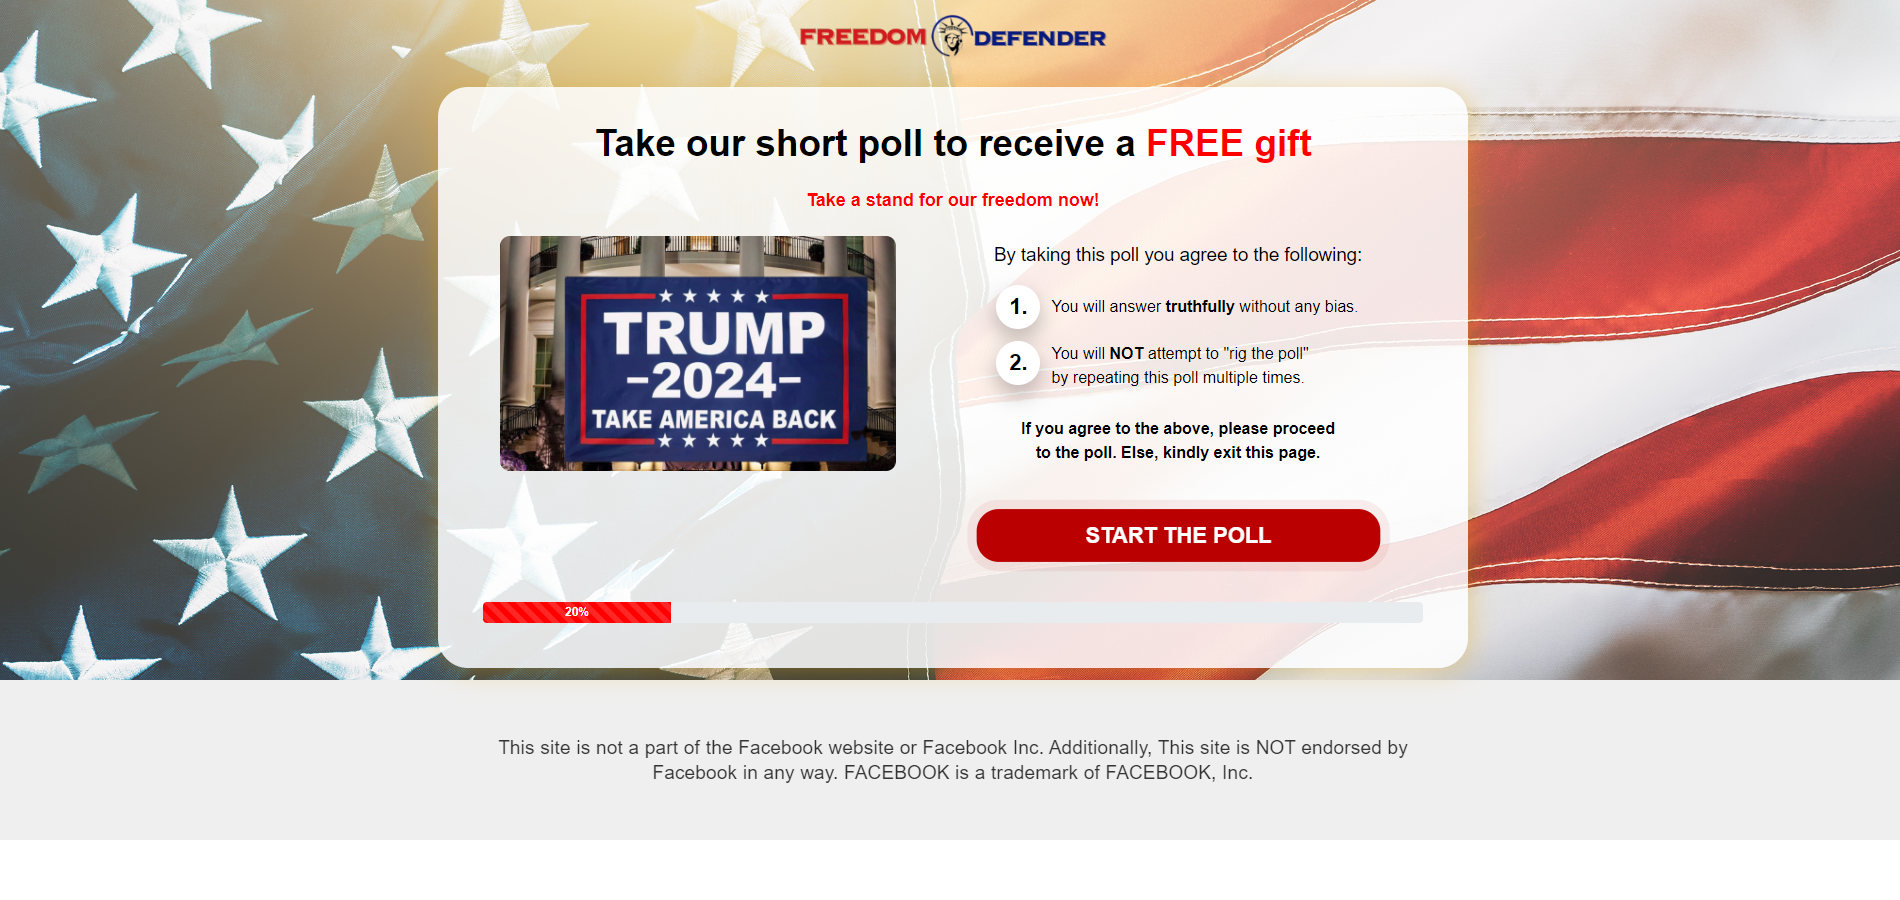 FREEDOM DEFENDER
Take our short poll to receive a FREE gift
Take a stand for our freedom now!
TRUMP
-2024-
TAKE AMERICA BACK
By taking this poll you agree to the following:
1. You will answer truthfully without any bias.
2. You will NOT attempt to "rig the poll"
by repeating this poll multiple times.
If you agree to the above, please proceed
to the poll. Else, kindly exit this page.
START THE POLL
20%
This site is not a part of the Facebook website or Facebook Inc. Additionally, This site is NOT endorsed by
Facebook in any way. FACEBOOK is a trademark of FACEBOOK, Inc.